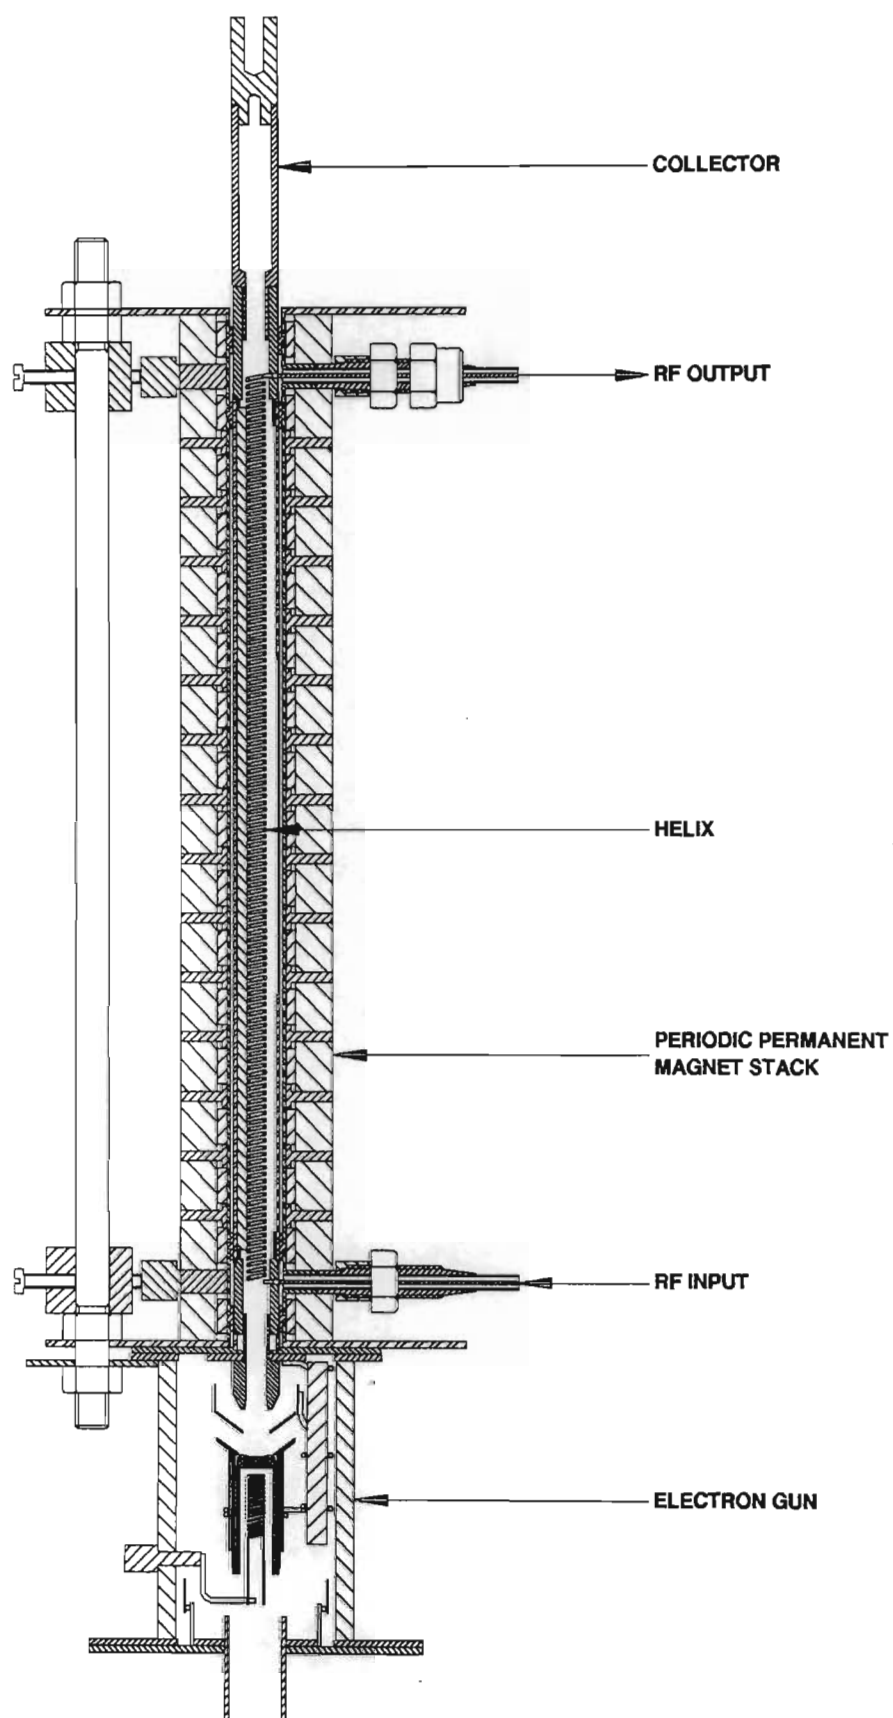 COLLECTOR
RF OUTPUT
HELIX
PERIODIC PERMANENT
MAGNET STACK
RF INPUT
ELECTRON GUN